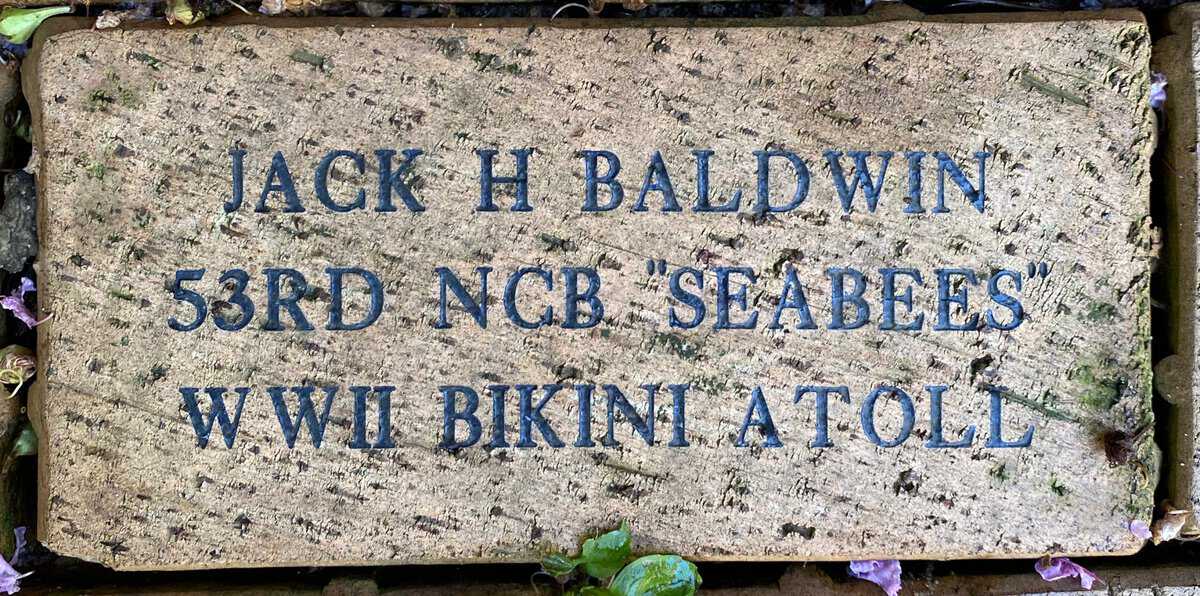 JACK H BALDWIN
53RD NCB "SEABEES"
WWII BIKINI ATOLL